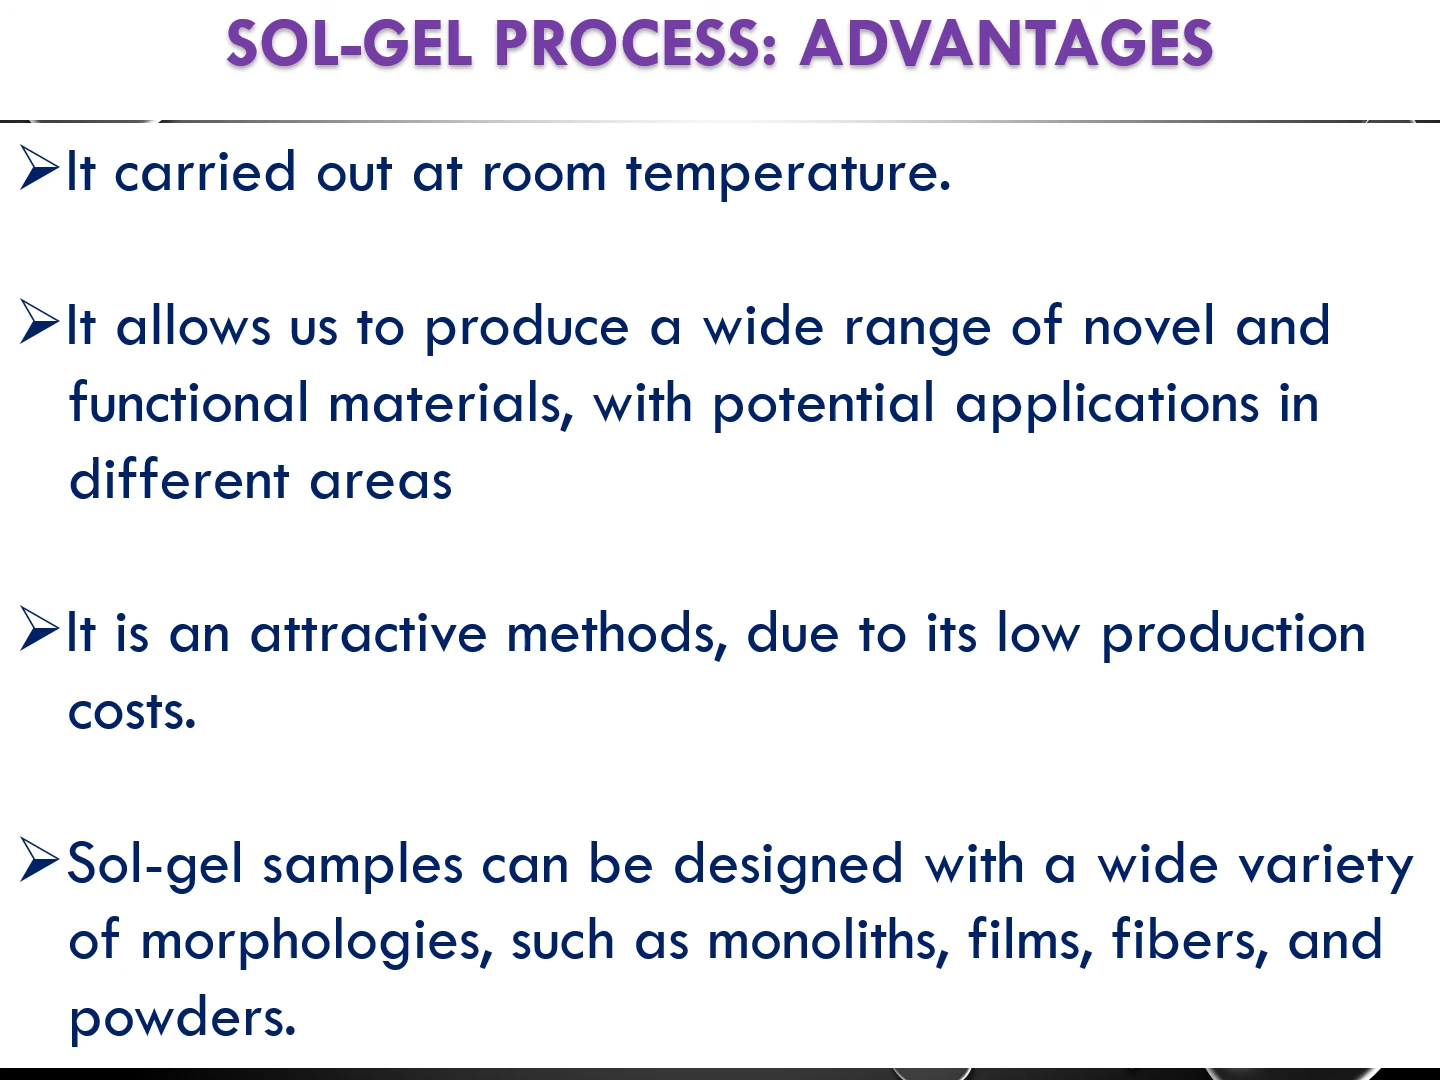 SOL-GEL PROCESS: ADVANTAGES
➢It carried out at room temperature.
➢It allows us to produce a wide range of novel and
functional materials, with potential applications in
different areas
➢It is an attractive methods, due to its low production
costs.
➢Sol-gel samples can be designed with a wide variety
of morphologies, such as monoliths, films, fibers, and
powders.